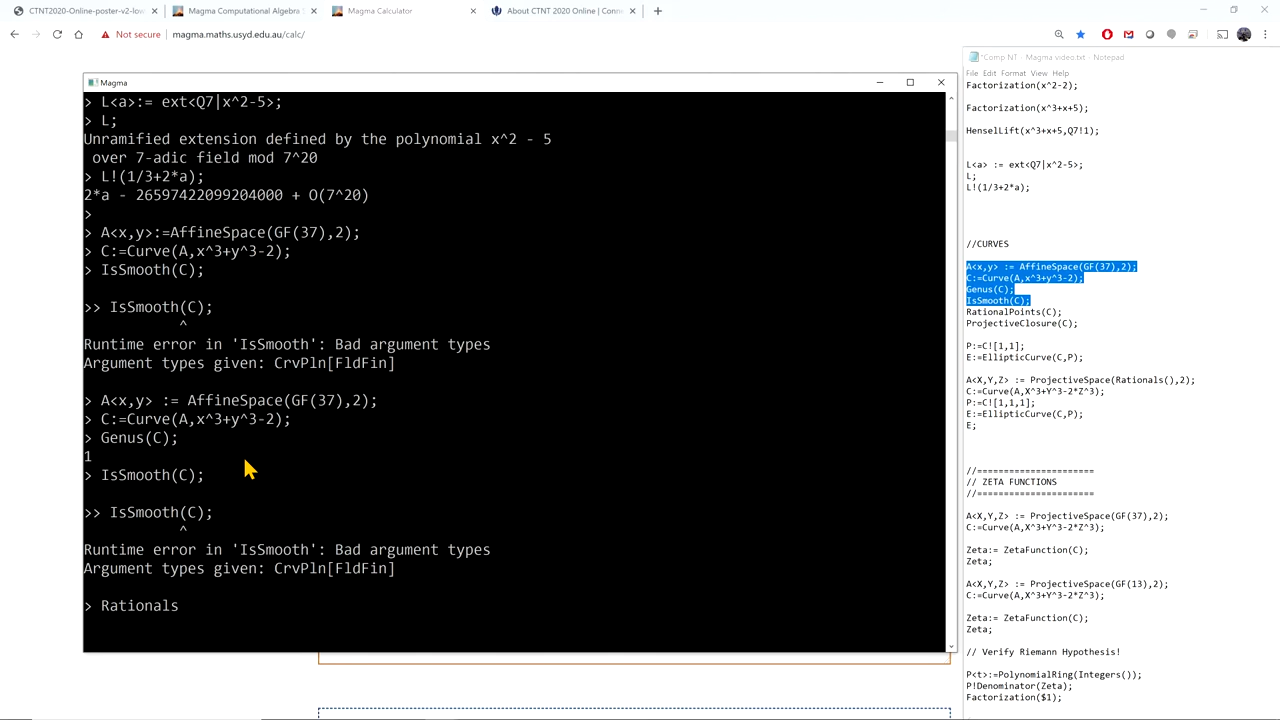 CTNT2020-Online-poster-v2-low
Magma Computational Algebra
Magma Calculator
About CTNT 2020 Online | Conne
Not secure | magma.maths.usyd.edu.au/calc/
Magma
> L<a>:= ext<Q7|x^2-5>;
> L;
Unramified extension defined by the polynomial x^2 - 5
over 7-adic field mod 7^20
> L!(1/3+2*a);
2*a - 26597422099204000 + O(7^20)
>
> A<x,y>:=AffineSpace(GF(37),2);
> C:=Curve(A,x^3+y^3-2);
> IsSmooth(C);
>> IsSmooth(C);
^
Runtime error in 'IsSmooth': Bad argument types
Argument types given: CrvPln[FldFin]
> A<x,y> := AffineSpace(GF(37),2);
> C:=Curve(A,x^3+y^3-2);
> Genus(C);
1
> IsSmooth(C);
>> IsSmooth(C);
^
Runtime error in 'IsSmooth': Bad argument types
Argument types given: CrvPln[FldFin]
> Rationals
*Comp NT - Magma video.txt - Notepad
File Edit Format View Help
Factorization(x^2-2);
Factorization(x^3+x+5);
HenselLift(x^3+x+5,Q7!1);
L<a> := ext<Q7|x^2-5>;
L;
L!(1/3+2*a);
//CURVES
A<x,y> := AffineSpace(GF(37),2);
C:=Curve(A,x^3+y^3-2);
Genus(C);
IsSmooth(C);
RationalPoints(C);
ProjectiveClosure(C);
P:=C![1,1];
E:=EllipticCurve(C,P);
A<X,Y,Z> := ProjectiveSpace(Rationals(),2);
C:=Curve(A,X^3+Y^3-2*Z^3);
P:=C![1,1,1];
E:=EllipticCurve(C,P);
E;
//======================
// ZETA FUNCTIONS
//======================
A<X,Y,Z> := ProjectiveSpace(GF(37),2);
C:=Curve(A,X^3+Y^3-2*Z^3);
Zeta:= ZetaFunction(C);
Zeta;
A<X,Y,Z> := ProjectiveSpace(GF(13),2);
C:=Curve(A,X^3+Y^3-2*Z^3);
Zeta:= ZetaFunction(C);
Zeta;
// Verify Riemann Hypothesis!
P<t>:=PolynomialRing(Integers());
P!Denominator(Zeta);
Factorization($1);